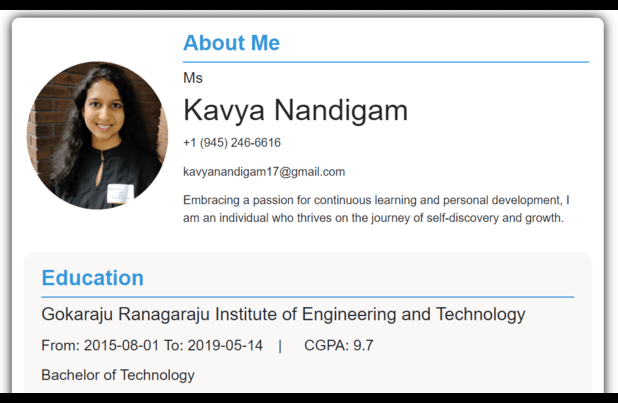 About Me
Ms
Kavya Nandigam
+1 (945) 246-6616
kavyanandigam17@gmail.com
Embracing a passion for continuous learning and personal development, I
am an individual who thrives on the journey of self-discovery and growth.
Education
Gokaraju Ranagaraju Institute of Engineering and Technology
From: 2015-08-01 To: 2019-05-14 | CGPA: 9.7
Bachelor of Technology